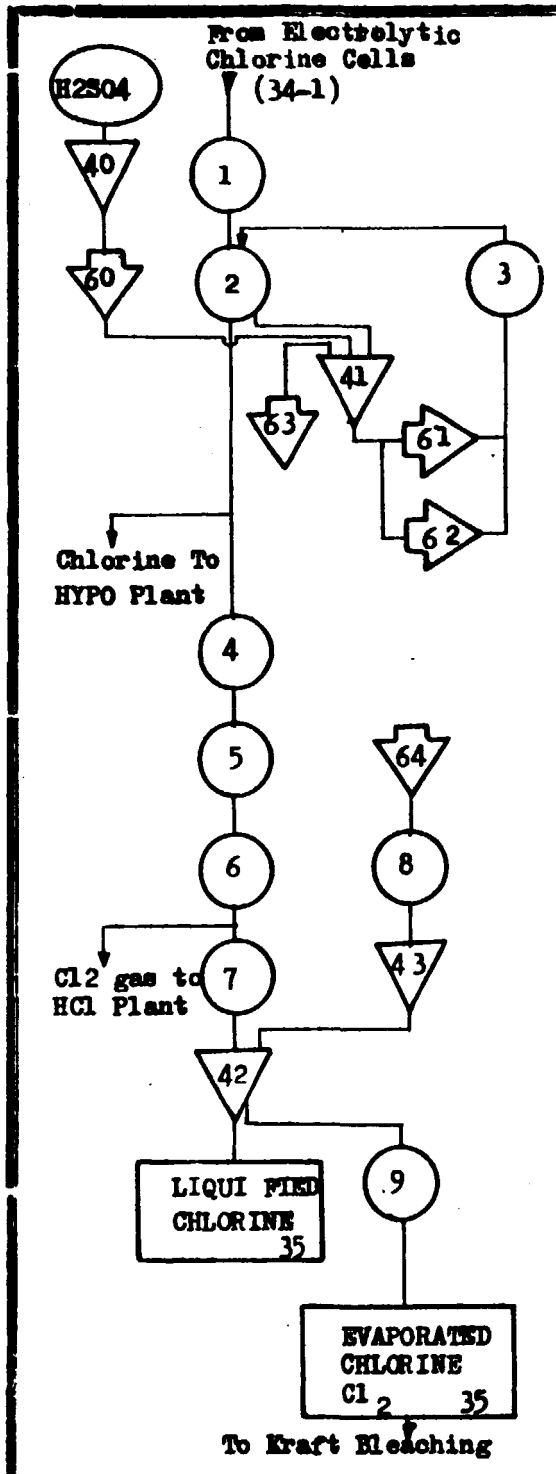 From Electrolytic
Chlorine Cells
(34-1)
H2SO4
40
1
60
2
3
41
63
61
62
Chlorine To
HYPO Plant
4
5
64
6
8
Cl2 gas to
HCl Plant
7
43
42
9
LIQUI FIED
CHLORINE
35
EVAPORATED
CHLORINE
Cl2 35
To Kraft Bleaching